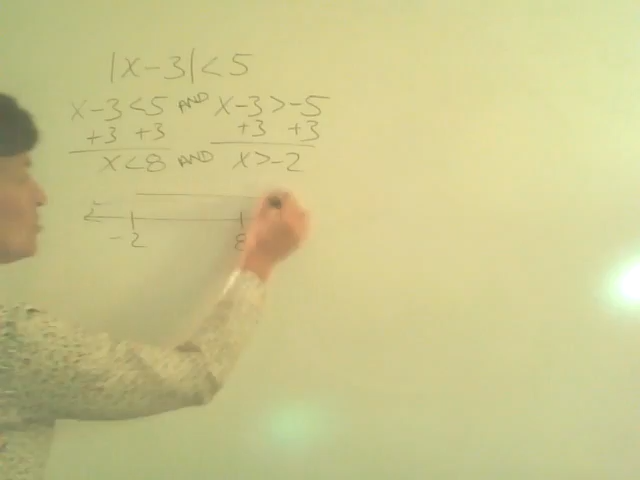 |x-3|<5
x-3<5 AND x-3>-5
+3 +3 +3 +3
x<8 AND x>-2
-2 8